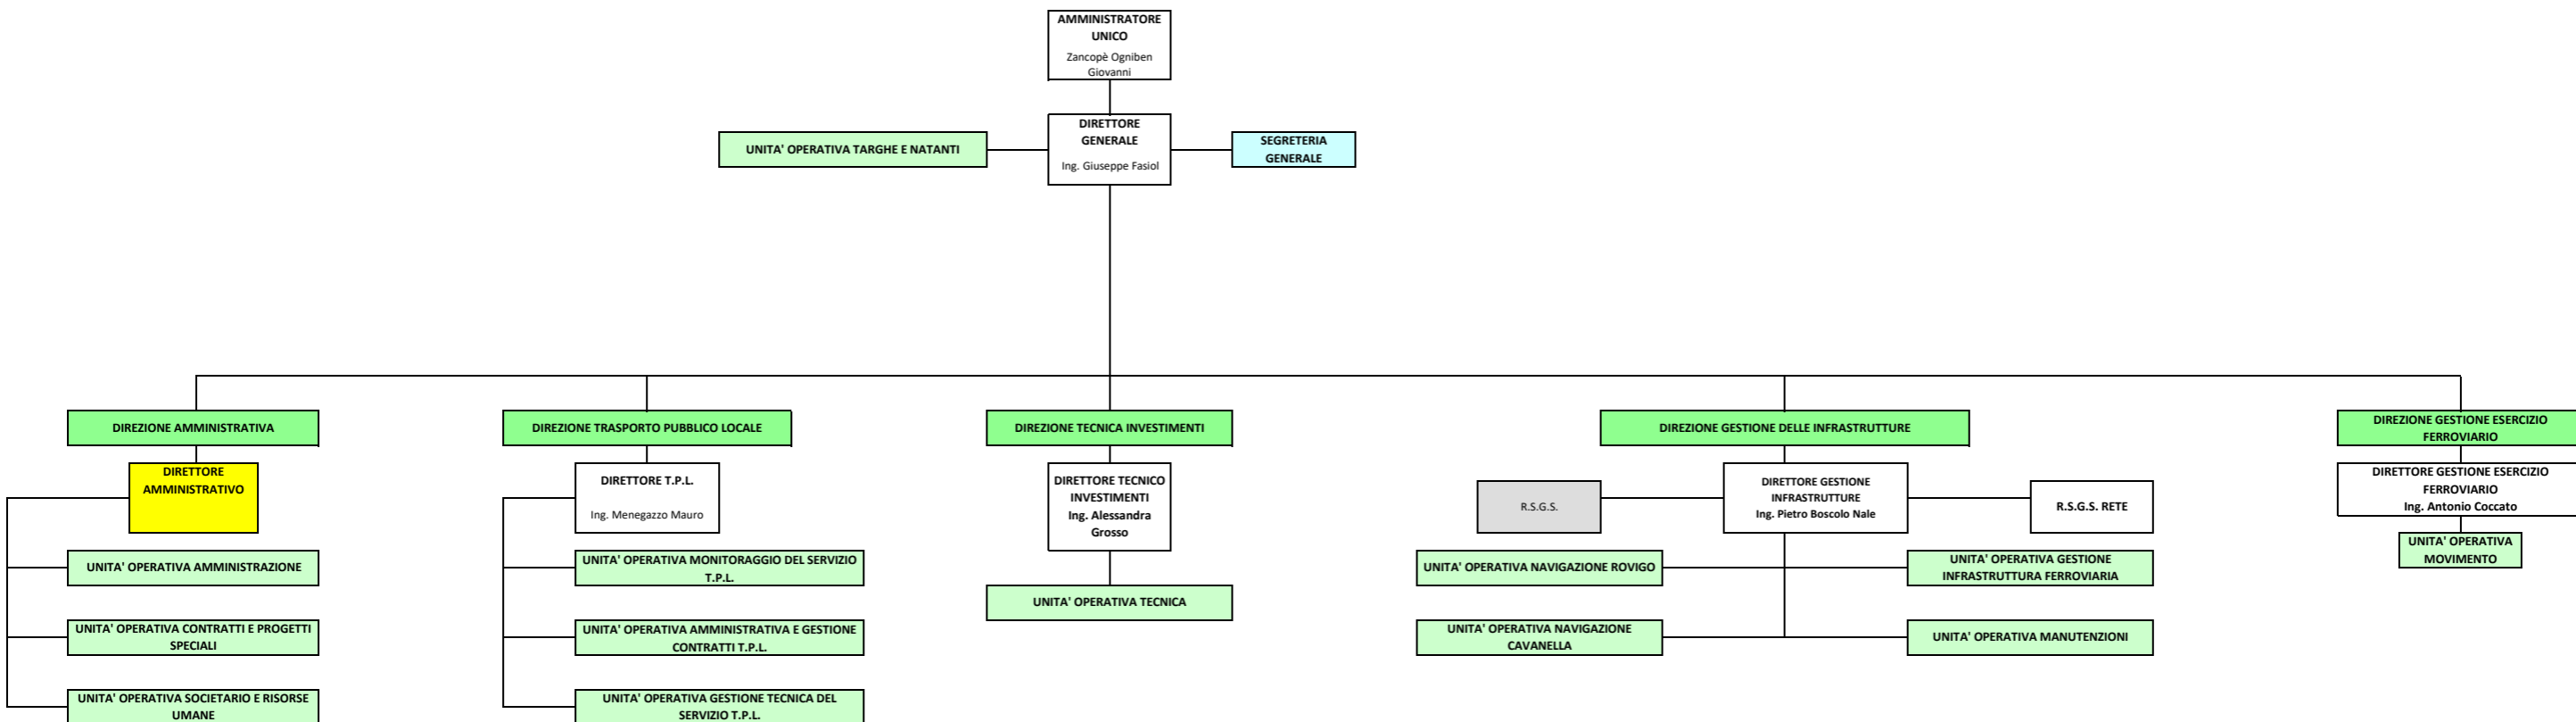 AMMINISTRATORE
UNICO
Zancopè Ogniben
Giovanni
DIRETTORE
GENERALE
Ing. Giuseppe Fasiol
UNITA' OPERATIVA TARGHE E NATANTI
SEGRETERIA
GENERALE
DIREZIONE AMMINISTRATIVA
DIREZIONE TRASPORTO PUBBLICO LOCALE
DIREZIONE TECNICA INVESTIMENTI
DIREZIONE GESTIONE DELLE INFRASTRUTTURE
DIREZIONE GESTIONE ESERCIZIO
FERROVIARIO
DIRETTORE
AMMINISTRATIVO
DIRETTORE T.P.L.
Ing. Menegazzo Mauro
DIRETTORE TECNICO
INVESTIMENTI
Ing. Alessandra
Grosso
R.S.G.S.
DIRETTORE GESTIONE
INFRASTRUTTURE
Ing. Pietro Boscolo Nale
R.S.G.S. RETE
DIRETTORE GESTIONE ESERCIZIO
FERROVIARIO
Ing. Antonio Coccato
UNITA' OPERATIVA
MOVIMENTO
UNITA' OPERATIVA AMMINISTRAZIONE
UNITA' OPERATIVA MONITORAGGIO DEL SERVIZIO
T.P.L.
UNITA' OPERATIVA TECNICA
UNITA' OPERATIVA NAVIGAZIONE ROVIGO
UNITA' OPERATIVA GESTIONE
INFRASTRUTTURA FERROVIARIA
UNITA' OPERATIVA CONTRATTI E PROGETTI
SPECIALI
UNITA' OPERATIVA AMMINISTRATIVA E GESTIONE
CONTRATTI T.P.L.
UNITA' OPERATIVA NAVIGAZIONE
CAVANELLA
UNITA' OPERATIVA MANUTENZIONI
UNITA' OPERATIVA SOCIETARIO E RISORSE
UMANE
UNITA' OPERATIVA GESTIONE TECNICA DEL
SERVIZIO T.P.L.